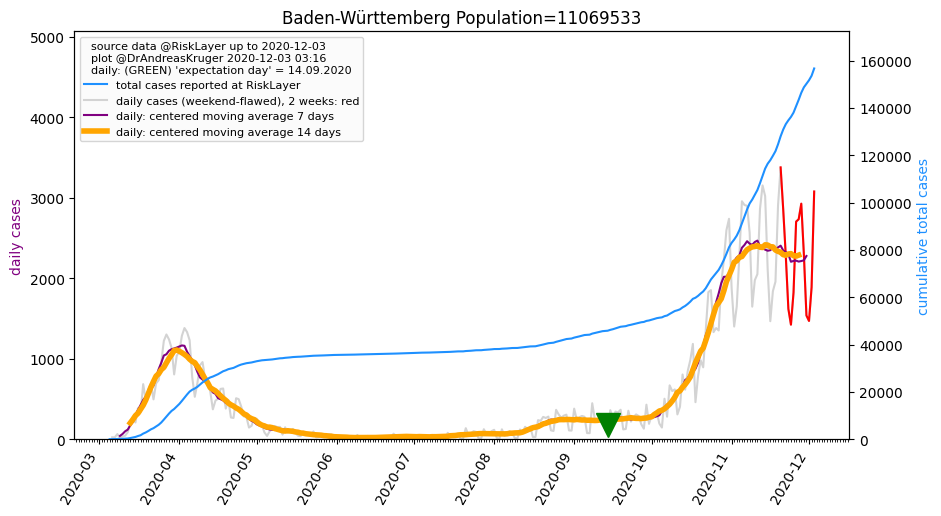 Baden-Württemberg Population=11069533
source data @RiskLayer up to 2020-12-03
plot @DrAndreasKruger 2020-12-03 03:16
daily: (GREEN) 'expectation day' = 14.09.2020
total cases reported at RiskLayer
daily cases (weekend-flawed), 2 weeks: red
daily: centered moving average 7 days
daily: centered moving average 14 days
daily cases
5000
4000
3000
2000
1000
0
160000
140000
120000
100000
80000
60000
40000
20000
0
cumulative total cases
2020-03
2020-04
2020-05
2020-06
2020-07
2020-08
2020-09
2020-10
2020-11
2020-12